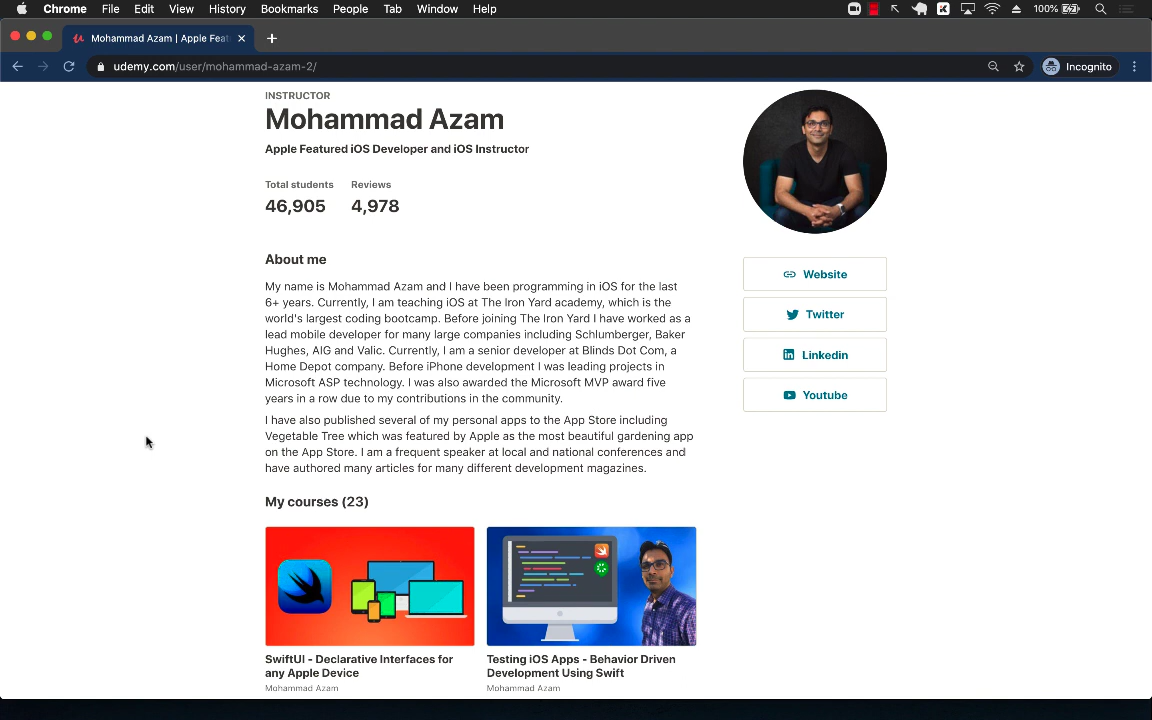 Chrome File Edit View History Bookmarks People Tab Window Help
100%
Mohammad Azam | Apple Feat
udemy.com/user/mohammad-azam-2/
Incognito
INSTRUCTOR
Mohammad Azam
Apple Featured iOS Developer and iOS Instructor
Total students Reviews
46,905 4,978
About me
My name is Mohammad Azam and I have been programming in iOS for the last
6+ years. Currently, I am teaching iOS at The Iron Yard academy, which is the
world's largest coding bootcamp. Before joining The Iron Yard I have worked as a
lead mobile developer for many large companies including Schlumberger, Baker
Hughes, AIG and Valic. Currently, I am a senior developer at Blinds Dot Com, a
Home Depot company. Before iPhone development I was leading projects in
Microsoft ASP technology. I was also awarded the Microsoft MVP award five
years in a row due to my contributions in the community.
I have also published several of my personal apps to the App Store including
Vegetable Tree which was featured by Apple as the most beautiful gardening app
on the App Store. I am a frequent speaker at local and national conferences and
have authored many articles for many different development magazines.
Website
Twitter
Linkedin
Youtube
My courses (23)
SwiftUI - Declarative Interfaces for
any Apple Device
Mohammad Azam
Testing iOS Apps - Behavior Driven
Development Using Swift
Mohammad Azam